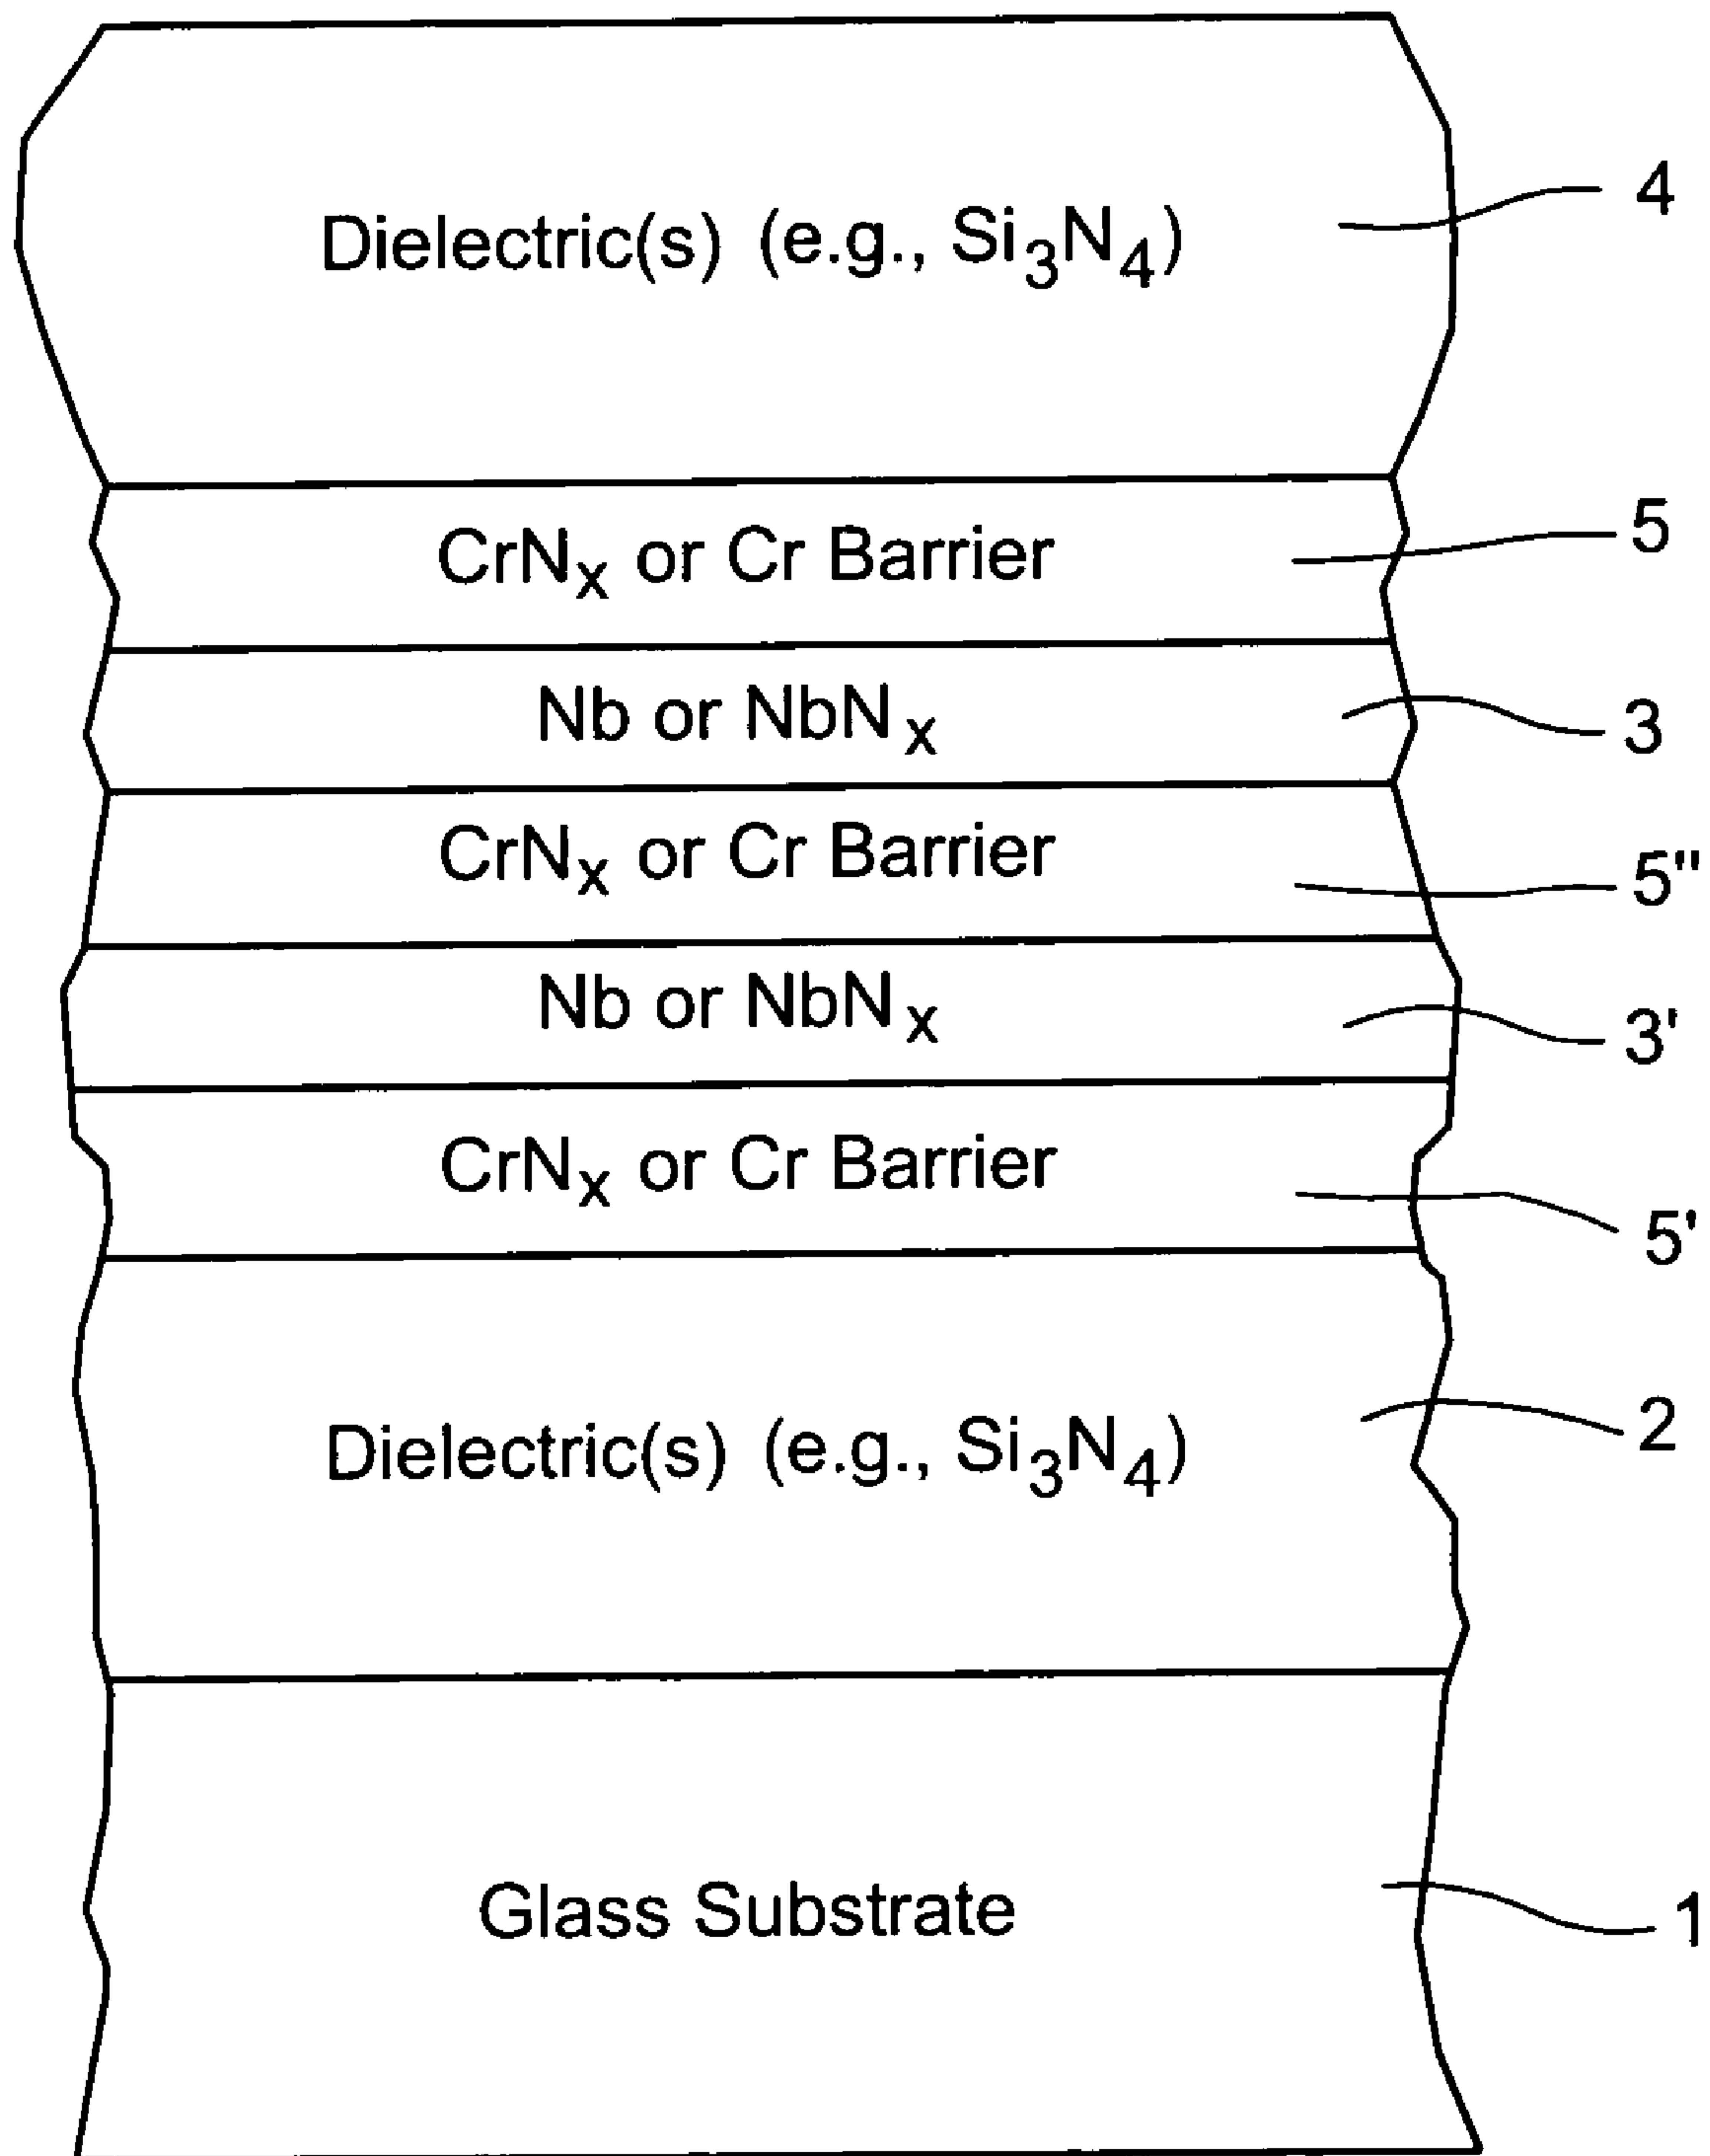 Dielectric(s) (e.g., Si₃N₄) 4
CrNₓ or Cr Barrier 5
Nb or NbNₓ 3
CrNₓ or Cr Barrier 5"
Nb or NbNₓ 3'
CrNₓ or Cr Barrier 5'
Dielectric(s) (e.g., Si₃N₄) 2
Glass Substrate 1